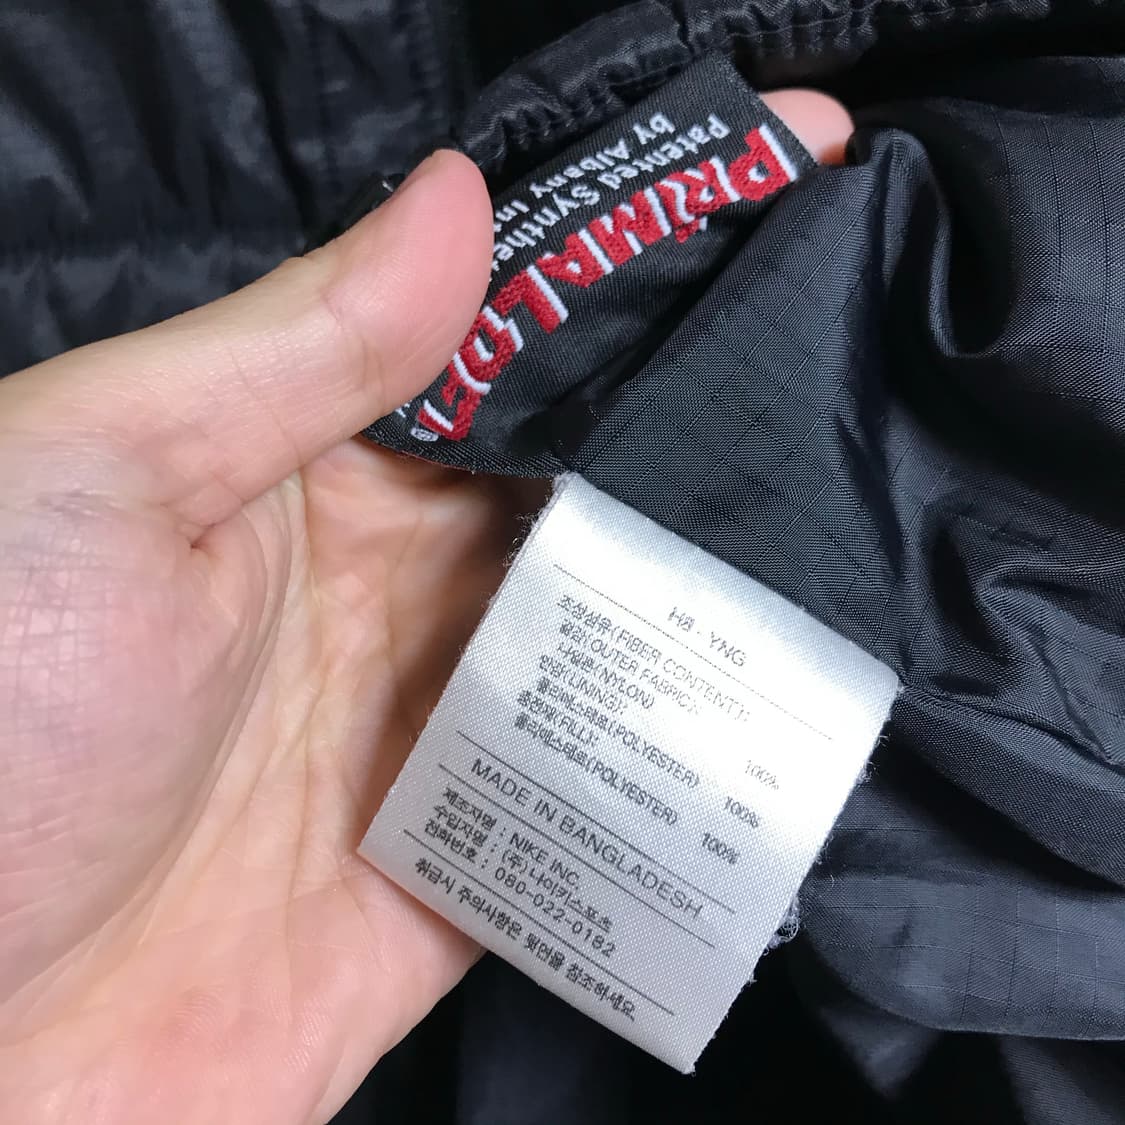 PRIMALOFT®
Patented Synthe
by Albany In
YNG
조성섬유(FIBER CONTENT):
겉감(OUTER FABRIC):
나일론(NYLON) 100%
안감(LINING):
폴리에스테르(POLYESTER) 100%
충전재(FILL):
폴리에스테르(POLYESTER) 100%
MADE IN BANGLADESH
제조자명 : NIKE INC.
수입자명 : (주)나이키스포츠
전화번호 : 080-022-0182
취급시 주의사항은 뒷면을 참조하세요.